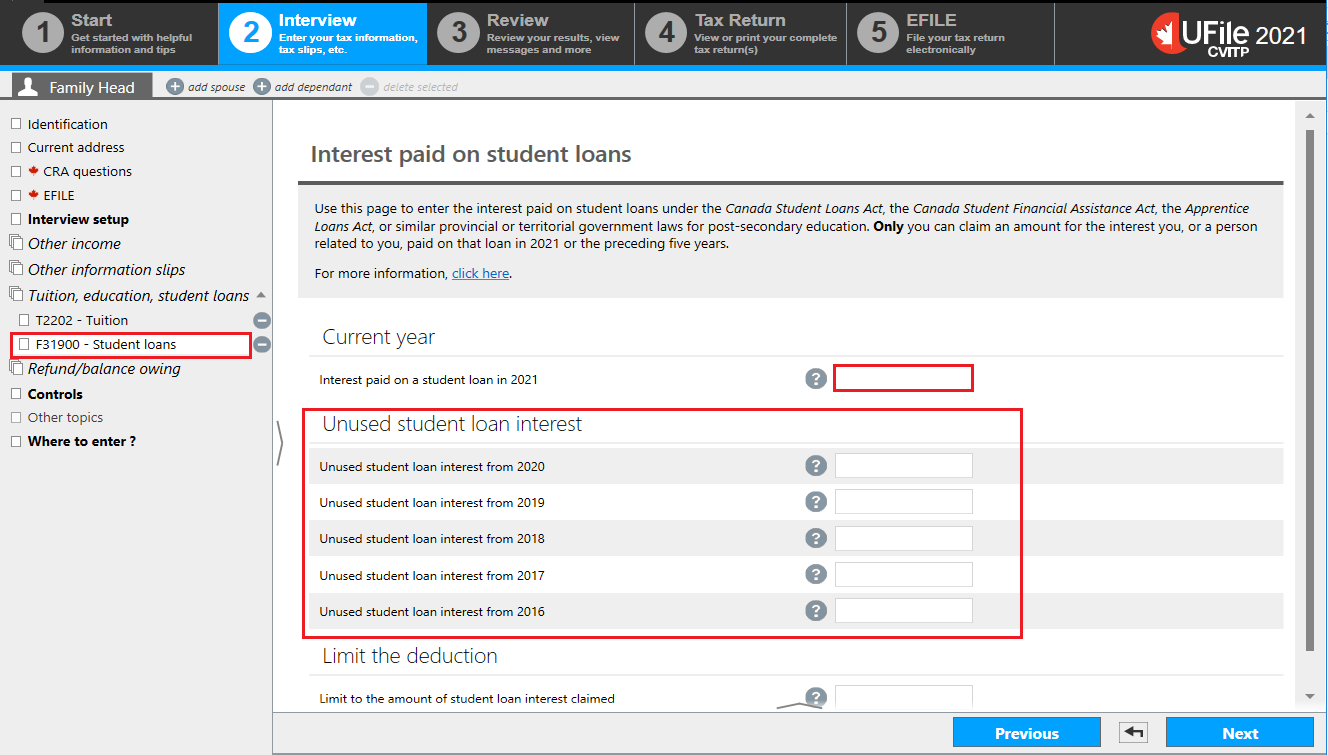 1
Start
Get started with helpful
information and tips
2
Interview
Enter your tax information,
tax slips, etc.
3
Review
Review your results, view
messages and more
4
Tax Return
View or print your complete
tax return(s)
5
EFILE
File your tax return
electronically
UFile 2021
CVITP
Family Head
add spouse
add dependant
delete selected
Identification
Current address
CRA questions
EFILE
Interview setup
Other income
Other information slips
Tuition, education, student loans
T2202 - Tuition
F31900 - Student loans
Refund/balance owing
Controls
Other topics
Where to enter ?
Interest paid on student loans
Use this page to enter the interest paid on student loans under the Canada Student Loans Act, the Canada Student Financial Assistance Act, the Apprentice
Loans Act, or similar provincial or territorial government laws for post-secondary education. Only you can claim an amount for the interest you, or a person
related to you, paid on that loan in 2021 or the preceding five years.
For more information, click here.
Current year
Interest paid on a student loan in 2021 ?
Unused student loan interest
Unused student loan interest from 2020 ?
Unused student loan interest from 2019 ?
Unused student loan interest from 2018 ?
Unused student loan interest from 2017 ?
Unused student loan interest from 2016 ?
Limit the deduction
Limit to the amount of student loan interest claimed ?
Previous
Next